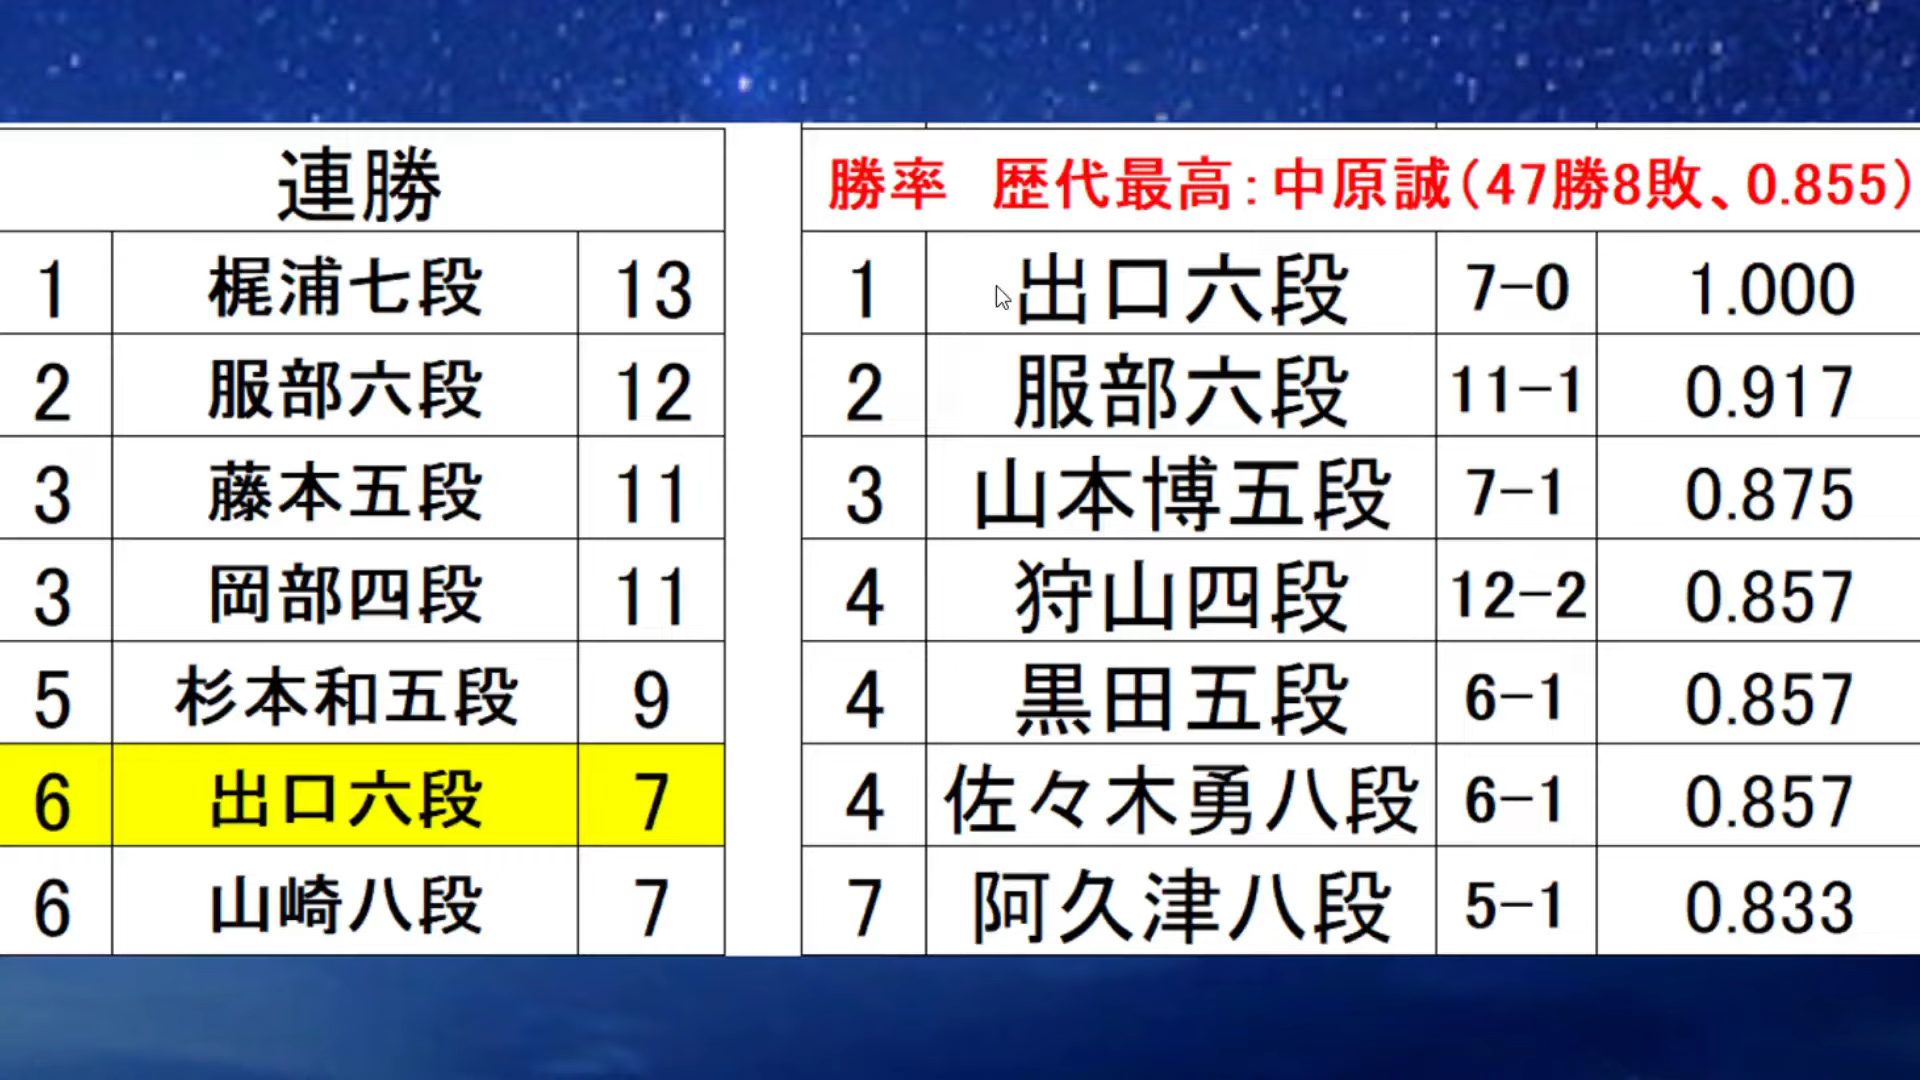 連勝
1 梶浦七段 13
2 服部六段 12
3 藤本五段 11
3 岡部四段 11
5 杉本和五段 9
6 出口六段 7
6 山崎八段 7
勝率 歴代最高:中原誠(47勝8敗、0.855)
1 出口六段 7-0 1.000
2 服部六段 11-1 0.917
3 山本博五段 7-1 0.875
4 狩山四段 12-2 0.857
4 黒田五段 6-1 0.857
4 佐々木勇八段 6-1 0.857
7 阿久津八段 5-1 0.833